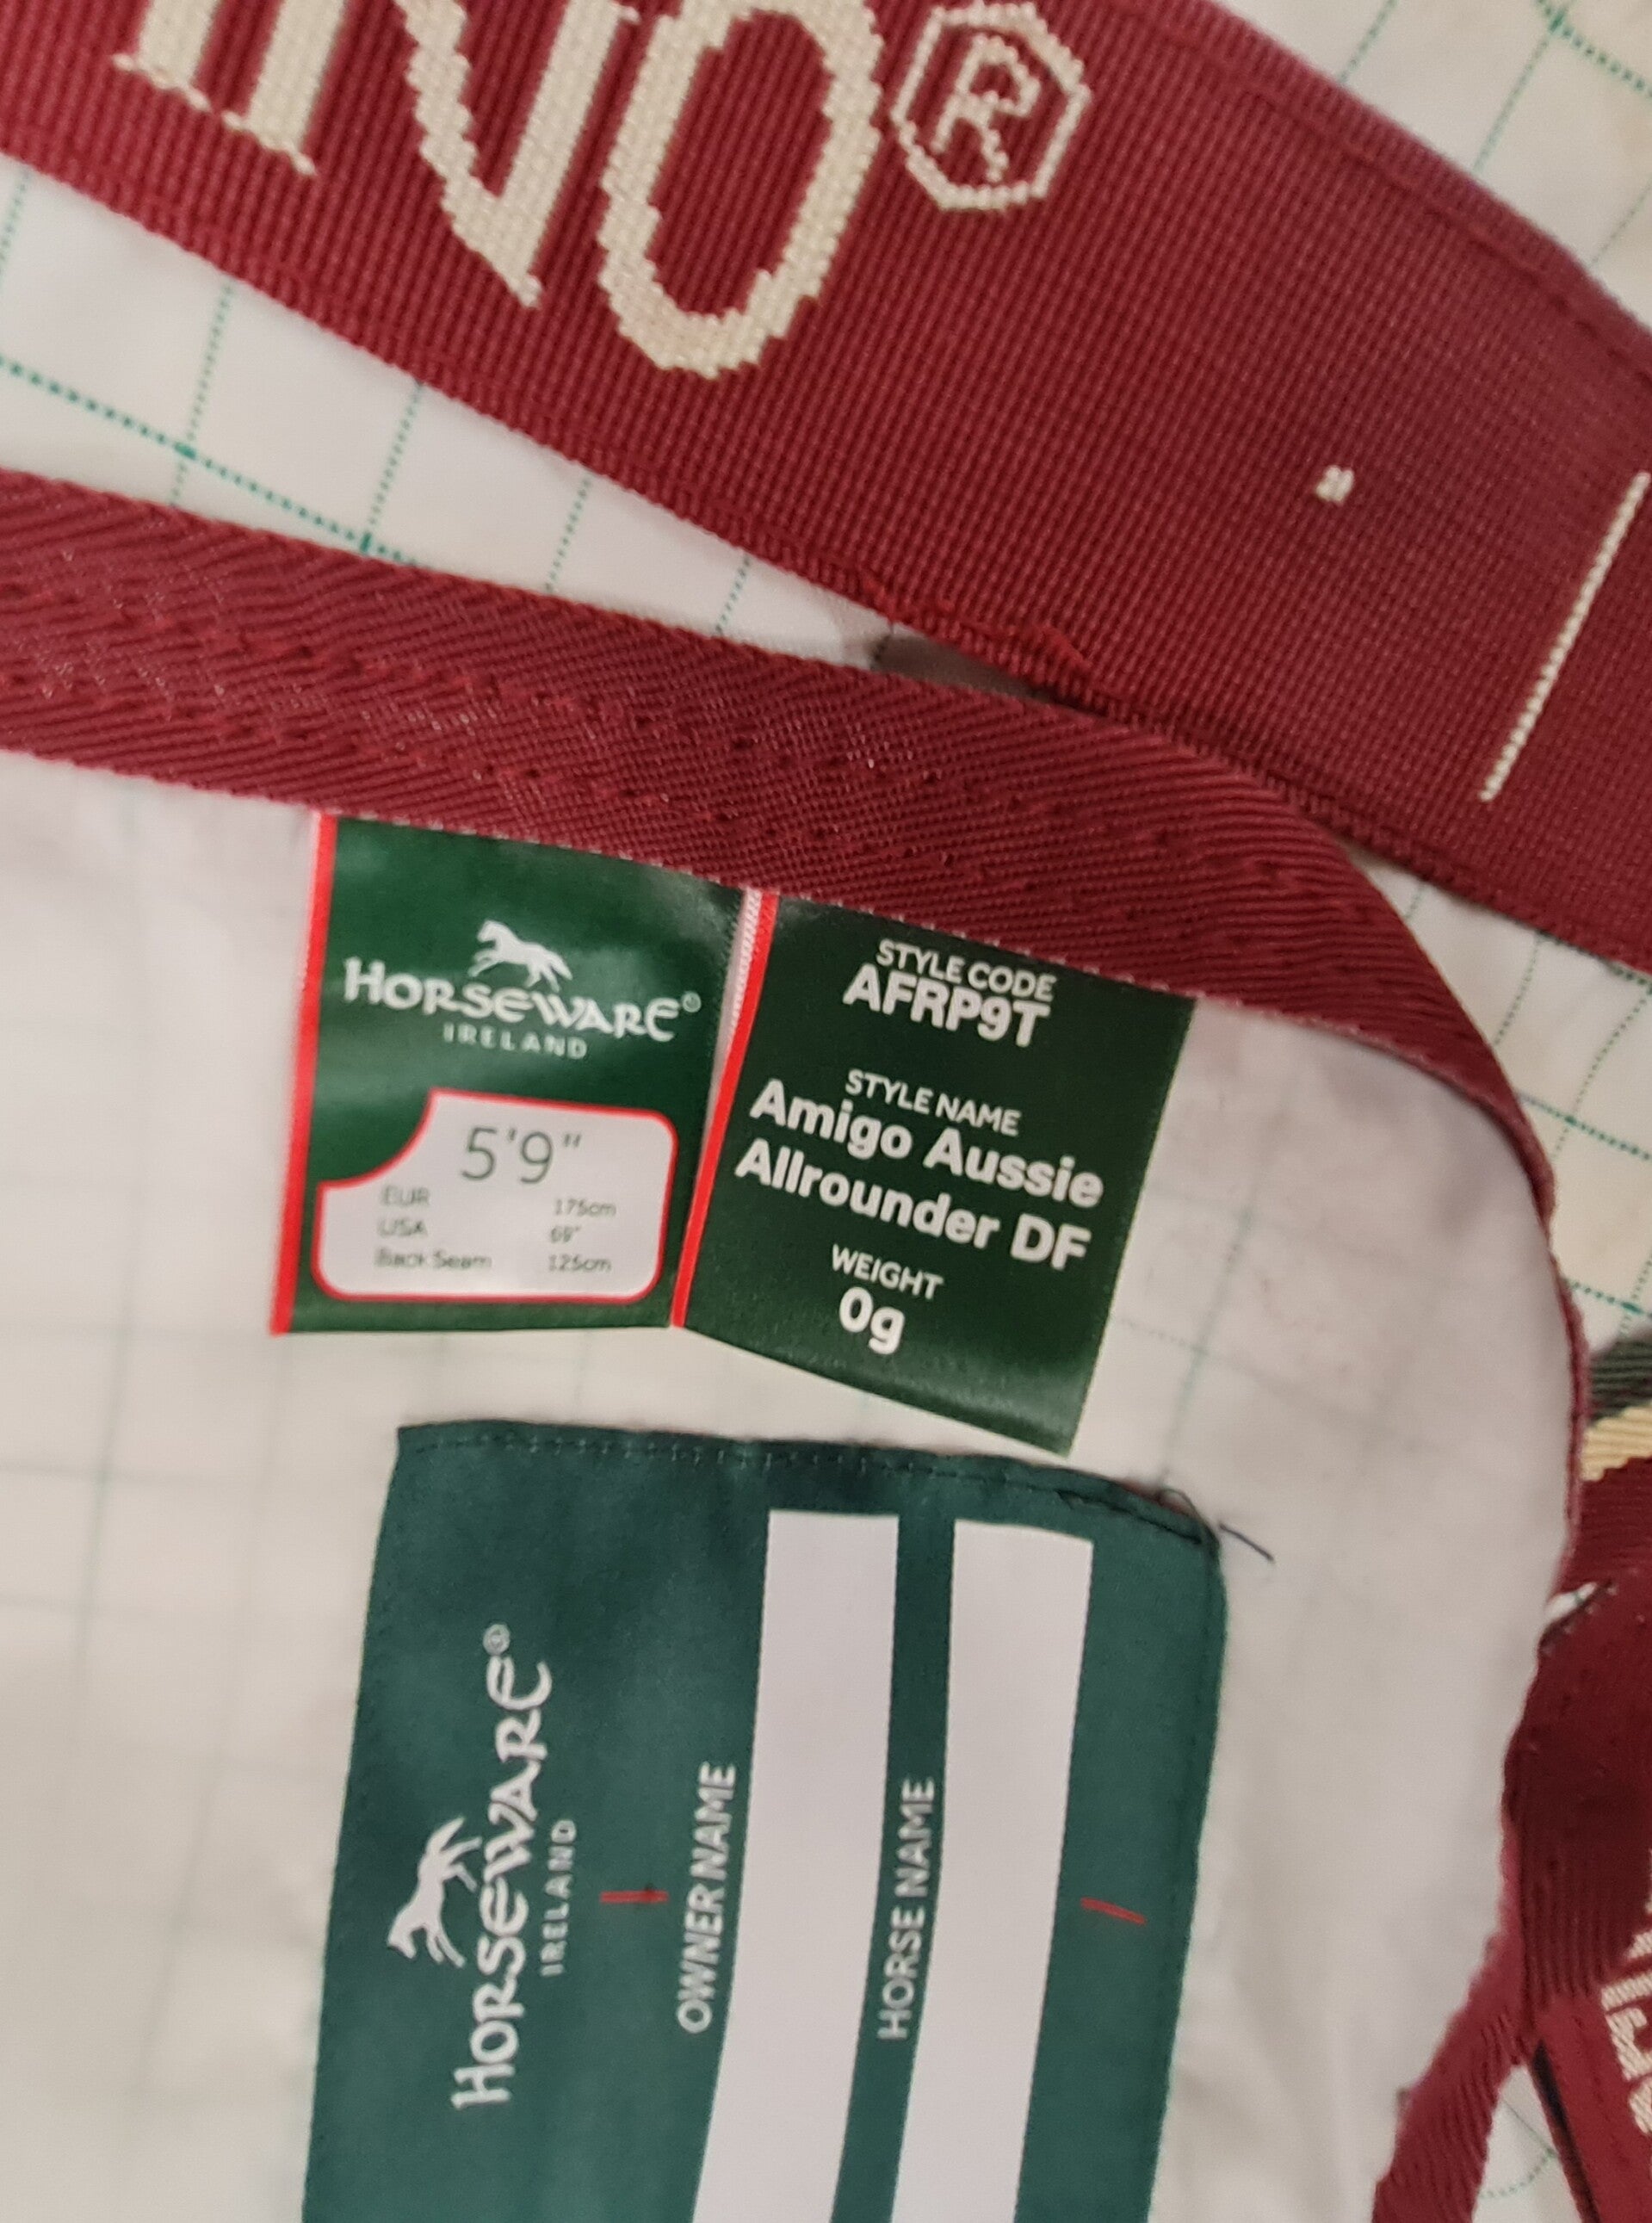 INO®
HORSEWARE®
IRELAND
5'9"
EUR 175cm
USA 69"
Back Seam 125cm
STYLE CODE
AFRP9T
STYLE NAME
Amigo Aussie
Allrounder DF
WEIGHT
0g
HORSEWARE®
IRELAND
OWNER NAME
HORSE NAME